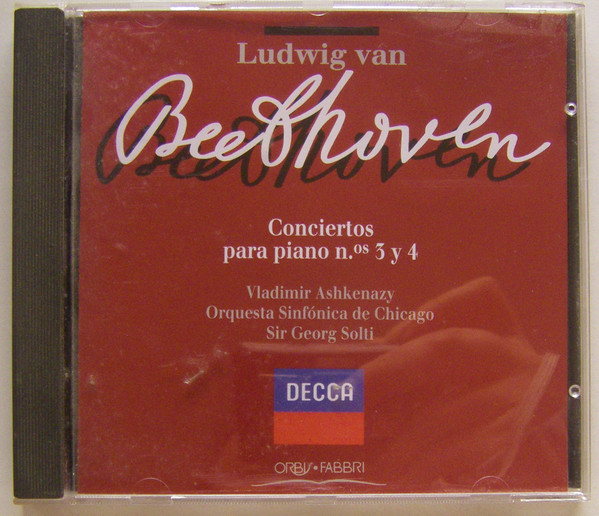 Ludwig van
Beethoven
Conciertos
para piano n.os 3 y 4
Vladimir Ashkenazy
Orquesta Sinfónica de Chicago
Sir Georg Solti
DECCA
ORBIS • FABBRI